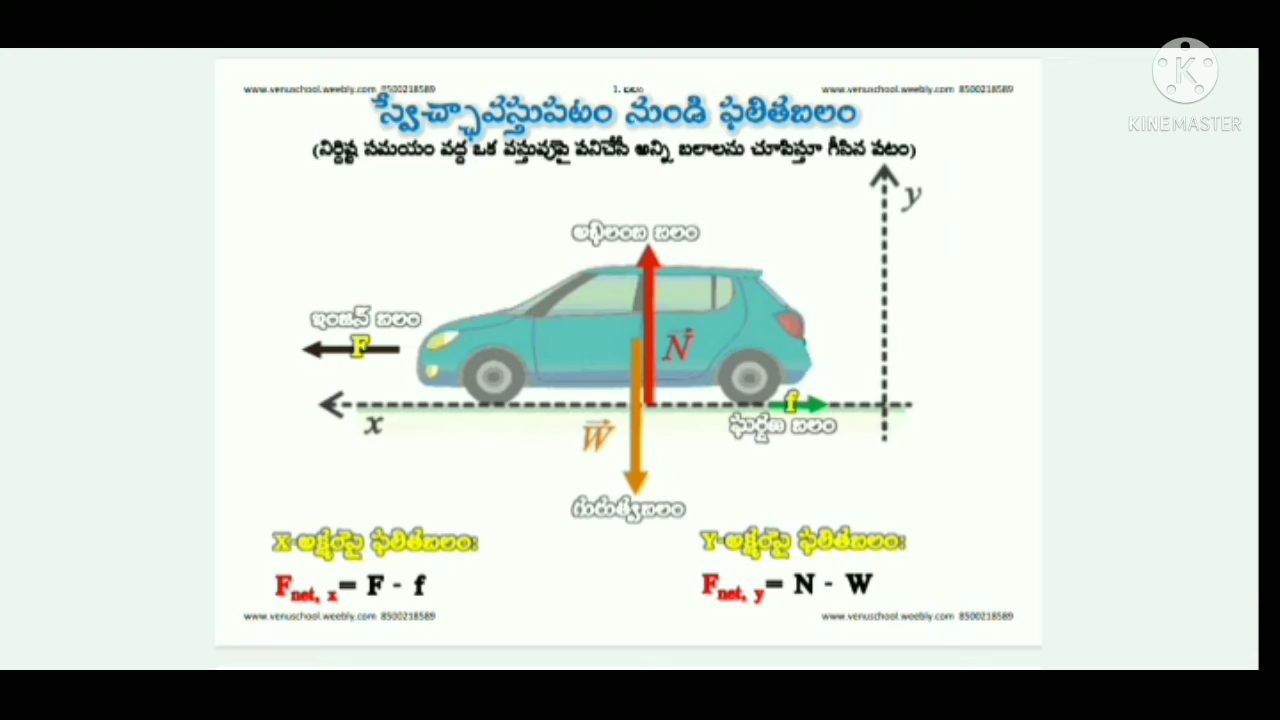 www.venuschool.weebly.com 8500218589 1. బలం www.venuschool.weebly.com 8500218589
K
KINEMASTER
స్వేచ్ఛావస్తుపటం నుండి ఫలితబలం
(నిర్దిష్ట సమయం వద్ద ఒక వస్తువుపై పనిచేసే అన్ని బలాలను చూపిస్తూ గీసిన పటం)
y
అభిలంబ బలం
ఇంజన్ బలం
F
N
f
x
W
ఘర్షణ బలం
గురుత్వబలం
X-అక్షంపై ఫలితబలం:
Y-అక్షంపై ఫలితబలం:
Fnet, x = F - f
Fnet, y = N - W
www.venuschool.weebly.com 8500218589 www.venuschool.weebly.com 8500218589